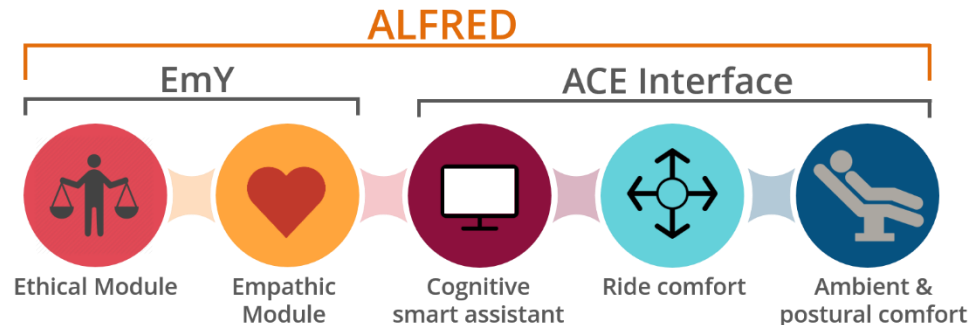 ALFRED
EmY
ACE Interface
Ethical Module
Empathic
Module
Cognitive
smart assistant
Ride comfort
Ambient &
postural comfort